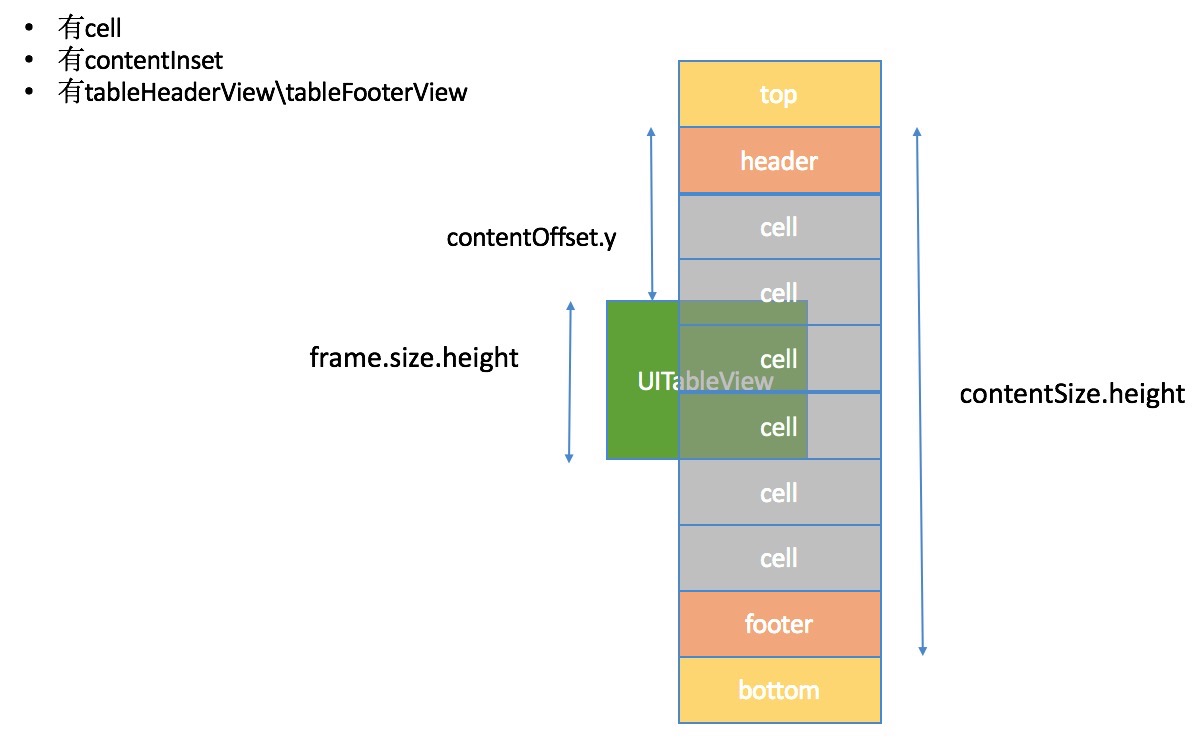 • 有cell
• 有contentInset
• 有tableHeaderView\tableFooterView
top
header
cell
contentOffset.y
cell
cell
frame.size.height
UITableView
contentSize.height
cell
cell
cell
footer
bottom